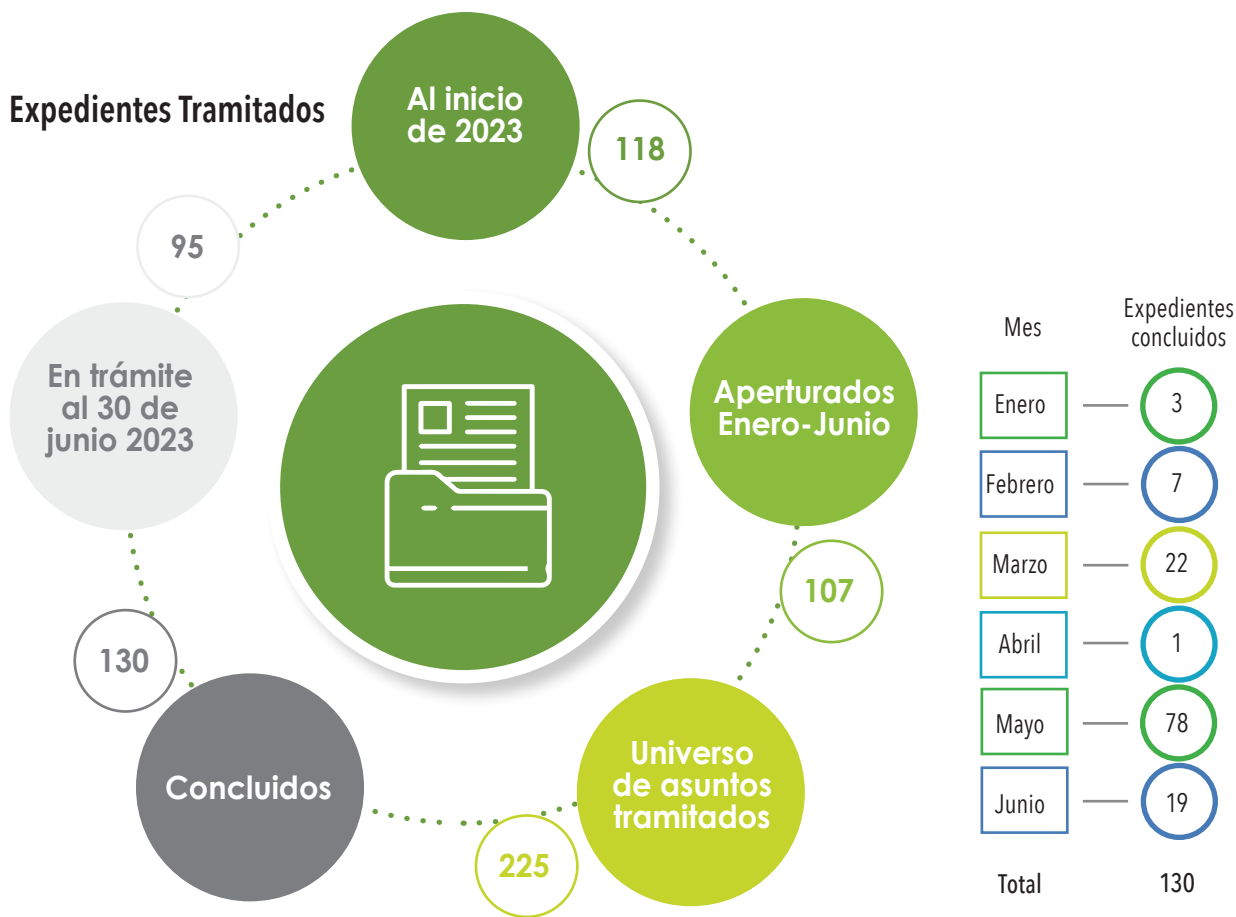 Expedientes Tramitados
Al inicio
de 2023
118
Aperturados
Enero-Junio
107
Universo
de asuntos
tramitados
225
Concluidos
130
En trámite
al 30 de
junio 2023
95
Mes
Expedientes
concluidos
Enero 3
Febrero 7
Marzo 22
Abril 1
Mayo 78
Junio 19
Total 130